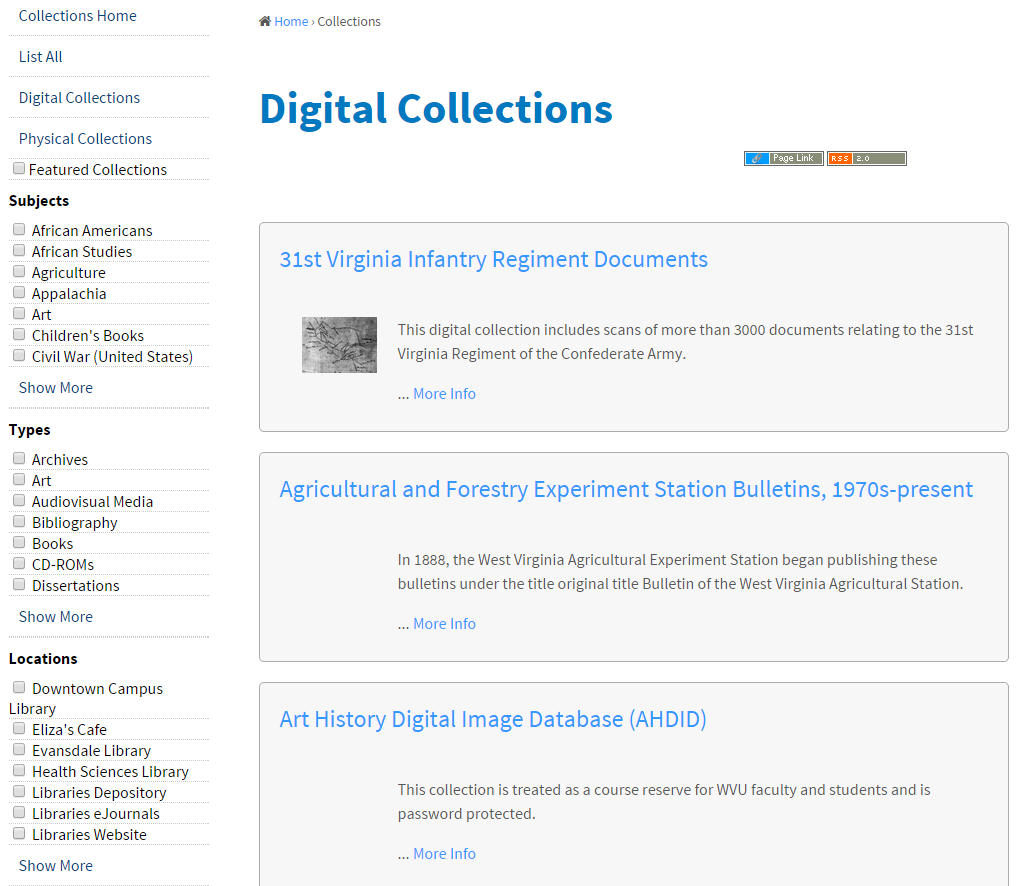 Collections Home
List All
Digital Collections
Physical Collections
Featured Collections
Subjects
African Americans
African Studies
Agriculture
Appalachia
Art
Children's Books
Civil War (United States)
Show More
Types
Archives
Art
Audiovisual Media
Bibliography
Books
CD-ROMs
Dissertations
Show More
Locations
Downtown Campus
Library
Eliza's Cafe
Evansdale Library
Health Sciences Library
Libraries Depository
Libraries eJournals
Libraries Website
Show More
Home › Collections
Digital Collections
Page Link RSS 2.0
31st Virginia Infantry Regiment Documents
This digital collection includes scans of more than 3000 documents relating to the 31st
Virginia Regiment of the Confederate Army.
... More Info
Agricultural and Forestry Experiment Station Bulletins, 1970s-present
In 1888, the West Virginia Agricultural Experiment Station began publishing these
bulletins under the title original title Bulletin of the West Virginia Agricultural Station.
... More Info
Art History Digital Image Database (AHDID)
This collection is treated as a course reserve for WVU faculty and students and is
password protected.
... More Info